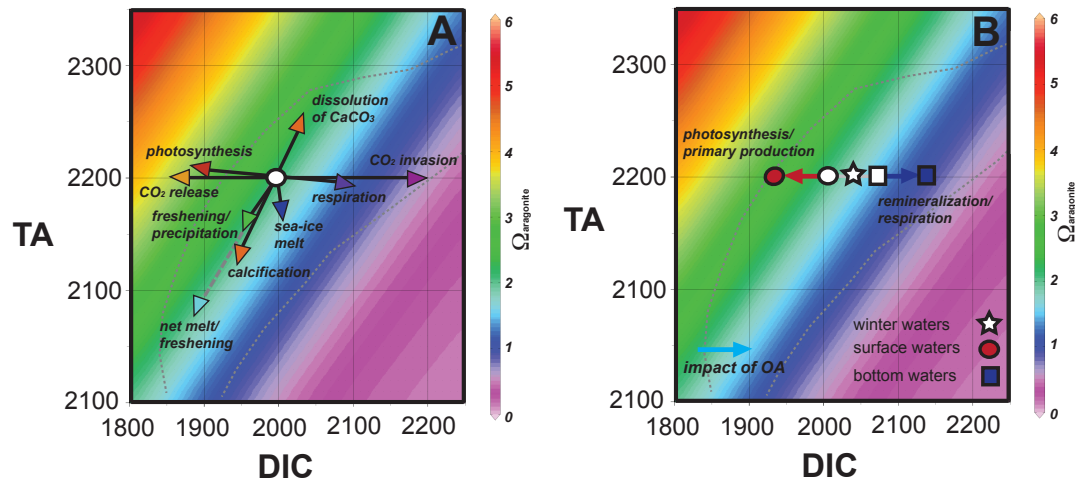 A
2300
2200
2100
2100
TA
1800
1900
2000
2100
2200
DIC
dissolution
of CaCO₃
photosynthesis
CO₂ invasion
CO₂ release
respiration
freshening/
precipitation
sea-ice
melt
calcification
net melt/
freshening
6
5
4
3
2
1
0
Ωaragonite
B
2300
2200
2100
2100
TA
1800
1900
2000
2100
2200
DIC
photosynthesis/
primary production
remineralization/
respiration
winter waters
surface waters
bottom waters
impact of OA
6
5
4
3
2
1
0
Ωaragonite